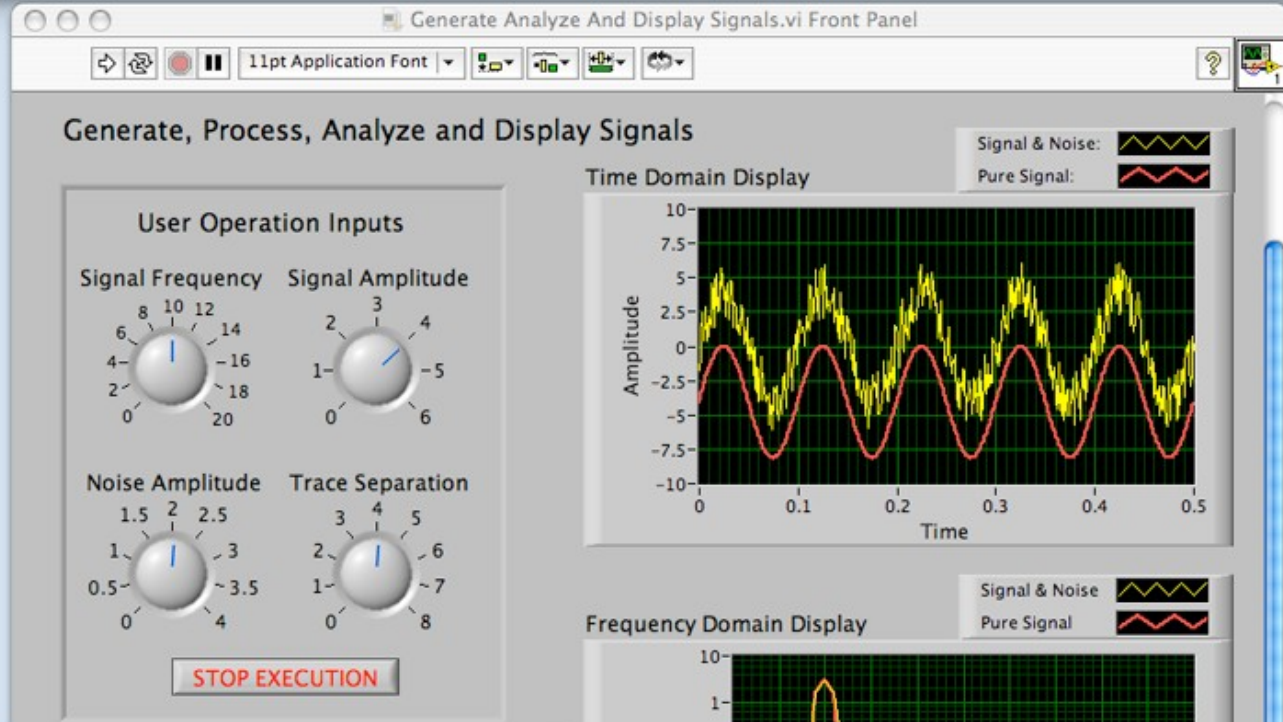 Generate Analyze And Display Signals.vi Front Panel
11pt Application Font
?
1
Generate, Process, Analyze and Display Signals
User Operation Inputs
Signal Frequency
0 2 4 6 8 10 12 14 16 18 20
Signal Amplitude
0 1 2 3 4 5 6
Noise Amplitude
0 0.5 1 1.5 2 2.5 3 3.5 4
Trace Separation
0 1 2 3 4 5 6 7 8
STOP EXECUTION
Signal & Noise:
Pure Signal:
Time Domain Display
Amplitude
10
7.5
5
2.5
0
-2.5
-5
-7.5
-10
0 0.1 0.2 0.3 0.4 0.5
Time
Signal & Noise
Pure Signal
Frequency Domain Display
10
1